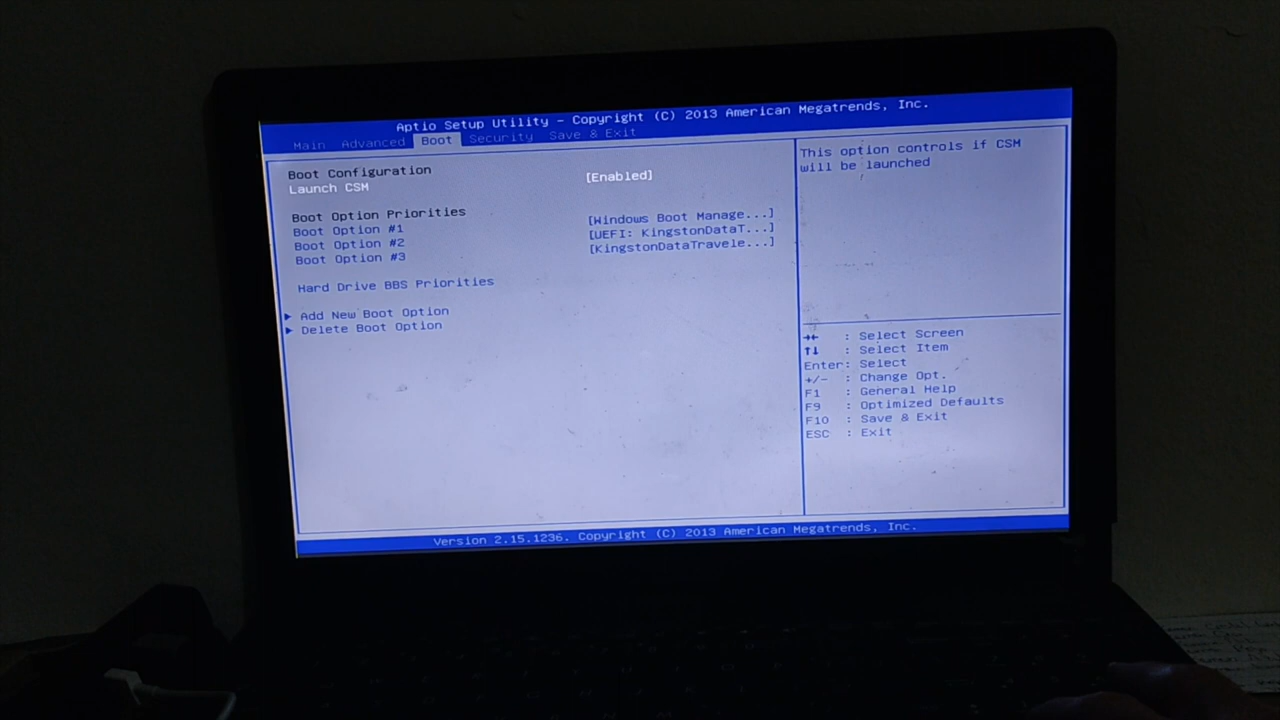 Aptio Setup Utility - Copyright (C) 2013 American Megatrends, Inc.
Main Advanced Boot Security Save & Exit
Boot Configuration
Launch CSM [Enabled]
Boot Option Priorities
Boot Option #1 [Windows Boot Manage...]
Boot Option #2 [UEFI: KingstonDataT...]
Boot Option #3 [KingstonDataTravele...]
Hard Drive BBS Priorities
Add New Boot Option
Delete Boot Option
This option controls if CSM
will be launched
→← : Select Screen
↑↓ : Select Item
Enter: Select
+/- : Change Opt.
F1 : General Help
F9 : Optimized Defaults
F10 : Save & Exit
ESC : Exit
Version 2.15.1236. Copyright (C) 2013 American Megatrends, Inc.